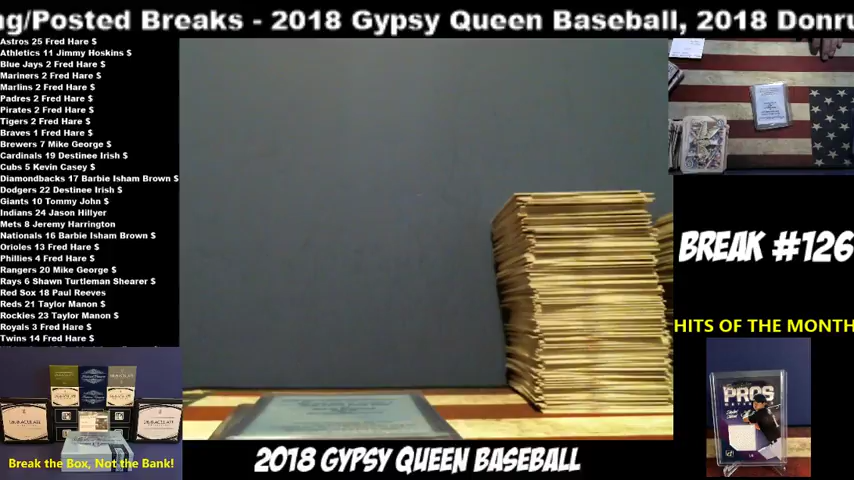 ng/Posted Breaks - 2018 Gypsy Queen Baseball, 2018 Donru
Astros 25 Fred Hare $
Athletics 11 Jimmy Hoskins $
Blue Jays 2 Fred Hare $
Mariners 2 Fred Hare $
Marlins 2 Fred Hare $
Padres 2 Fred Hare $
Pirates 2 Fred Hare $
Tigers 2 Fred Hare $
Braves 1 Fred Hare $
Brewers 7 Mike George $
Cardinals 19 Destinee Irish $
Cubs 5 Kevin Casey $
Diamondbacks 17 Barbie Isham Brown $
Dodgers 22 Destinee Irish $
Giants 10 Tommy John $
Indians 24 Jason Hillyer
Mets 8 Jeremy Harrington
Nationals 16 Barbie Isham Brown $
Orioles 13 Fred Hare $
Phillies 4 Fred Hare $
Rangers 20 Mike George $
Rays 6 Shawn Turtleman Shearer $
Red Sox 18 Paul Reeves
Reds 21 Taylor Manon $
Rockies 23 Taylor Manon $
Royals 3 Fred Hare $
Twins 14 Fred Hare $
IMMACULATE
IMMACULATE
Break the Box, Not the Bank!
2018 GYPSY QUEEN BASEBALL
BREAK #126
HITS OF THE MONTH
PROS